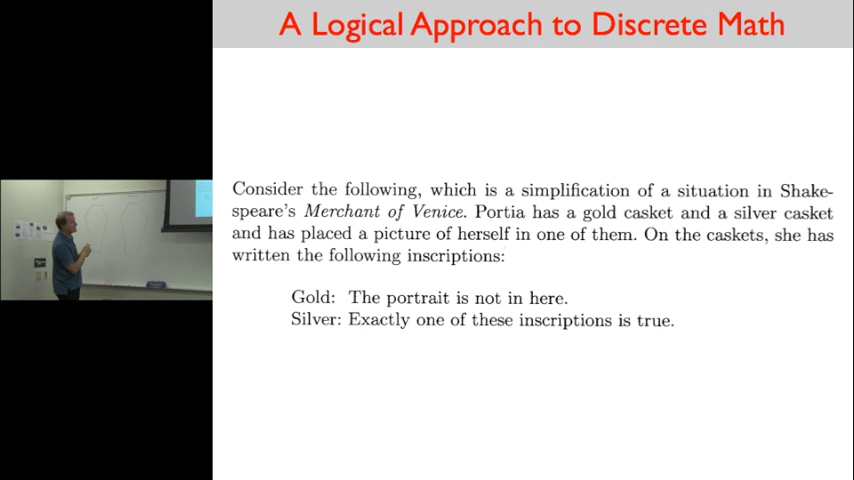 A Logical Approach to Discrete Math
Consider the following, which is a simplification of a situation in Shake-
speare's Merchant of Venice. Portia has a gold casket and a silver casket
and has placed a picture of herself in one of them. On the caskets, she has
written the following inscriptions:
Gold: The portrait is not in here.
Silver: Exactly one of these inscriptions is true.